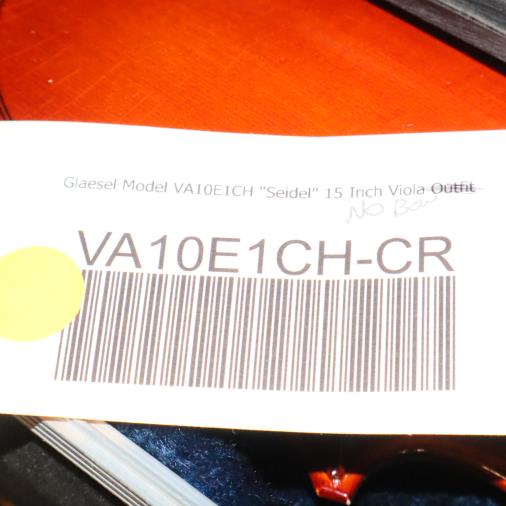 Glaesel Model VA10E1CH "Seidel" 15 Inch Viola Outfit
No Bow
VA10E1CH-CR